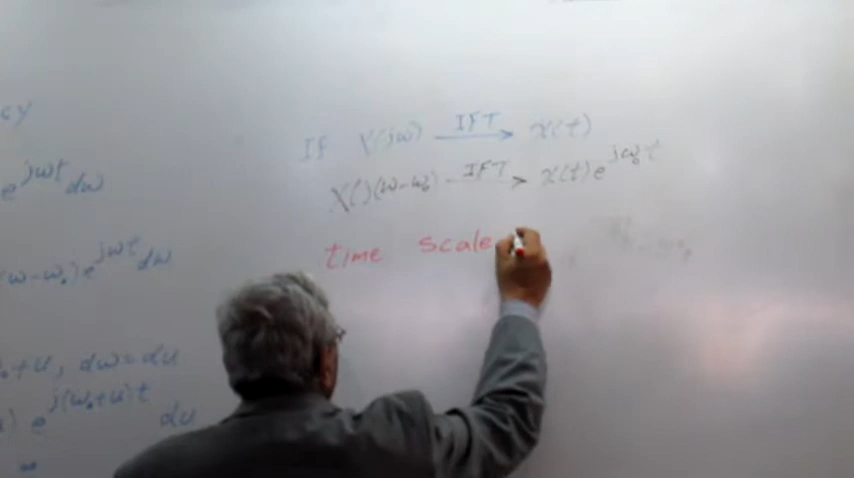 cy
e^{jωt} dω
(ω-ω₀) e^{jωt} dω
+u, dω=du
) e^{j(ω₀+u)t} du
=
IF X(jω) IFT→ x(t)
X(j(ω-ω₀) IFT→ x(t)e^{jω₀t}
time scale